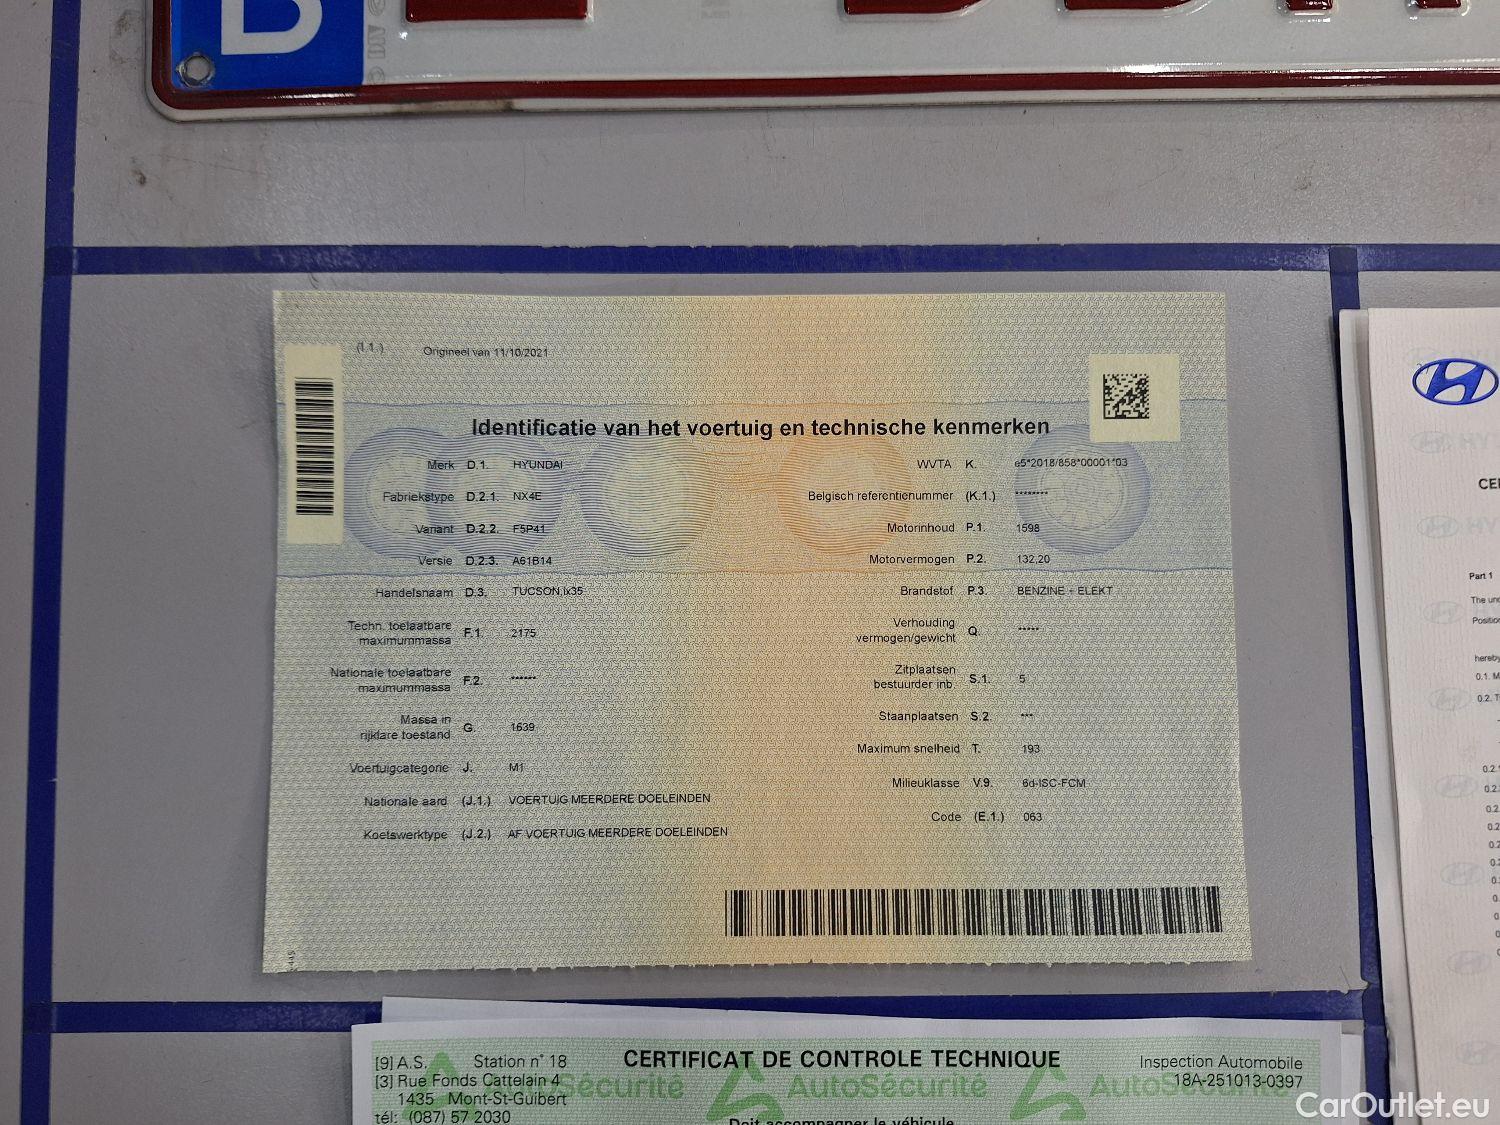 B
(I.1.) Origineel van 11/10/2021
Identificatie van het voertuig en technische kenmerken
Merk D.1. HYUNDAI
Fabriekstype D.2.1. NX4E
Variant D.2.2. F5P41
Versie D.2.3. A61B14
Handelsnaam D.3. TUCSON,ix35
Techn. toelaatbare
maximummassa F.1. 2175
Nationale toelaatbare
maximummassa F.2. ******
Massa in
rijklare toestand G. 1639
Voertuigcategorie J. M1
Nationale aard (J.1.) VOERTUIG MEERDERE DOELEINDEN
Koetswerktype (J.2.) AF VOERTUIG MEERDERE DOELEINDEN
WVTA K. e5*2018/858*00001*03
Belgisch referentienummer (K.1.) ********
Motorinhoud P.1. 1598
Motorvermogen P.2. 132,20
Brandstof P.3. BENZINE + ELEKT
Verhouding
vermogen/gewicht Q. *****
Zitplaatsen
bestuurder inb. S.1. 5
Staanplaatsen S.2. ***
Maximum snelheid T. 193
Milieuklasse V.9. 6d-ISC-FCM
Code (E.1.) 063
Part 1
hereby
[9] A.S. Station n° 18
[3] Rue Fonds Cattelain 4
1435 Mont-St-Guibert
tél: (087) 57 2030
CERTIFICAT DE CONTROLE TECHNIQUE
AutoSécurité
Doit accompagner le véhicule
Inspection Automobile
18A-251013-0397
CarOutlet.eu